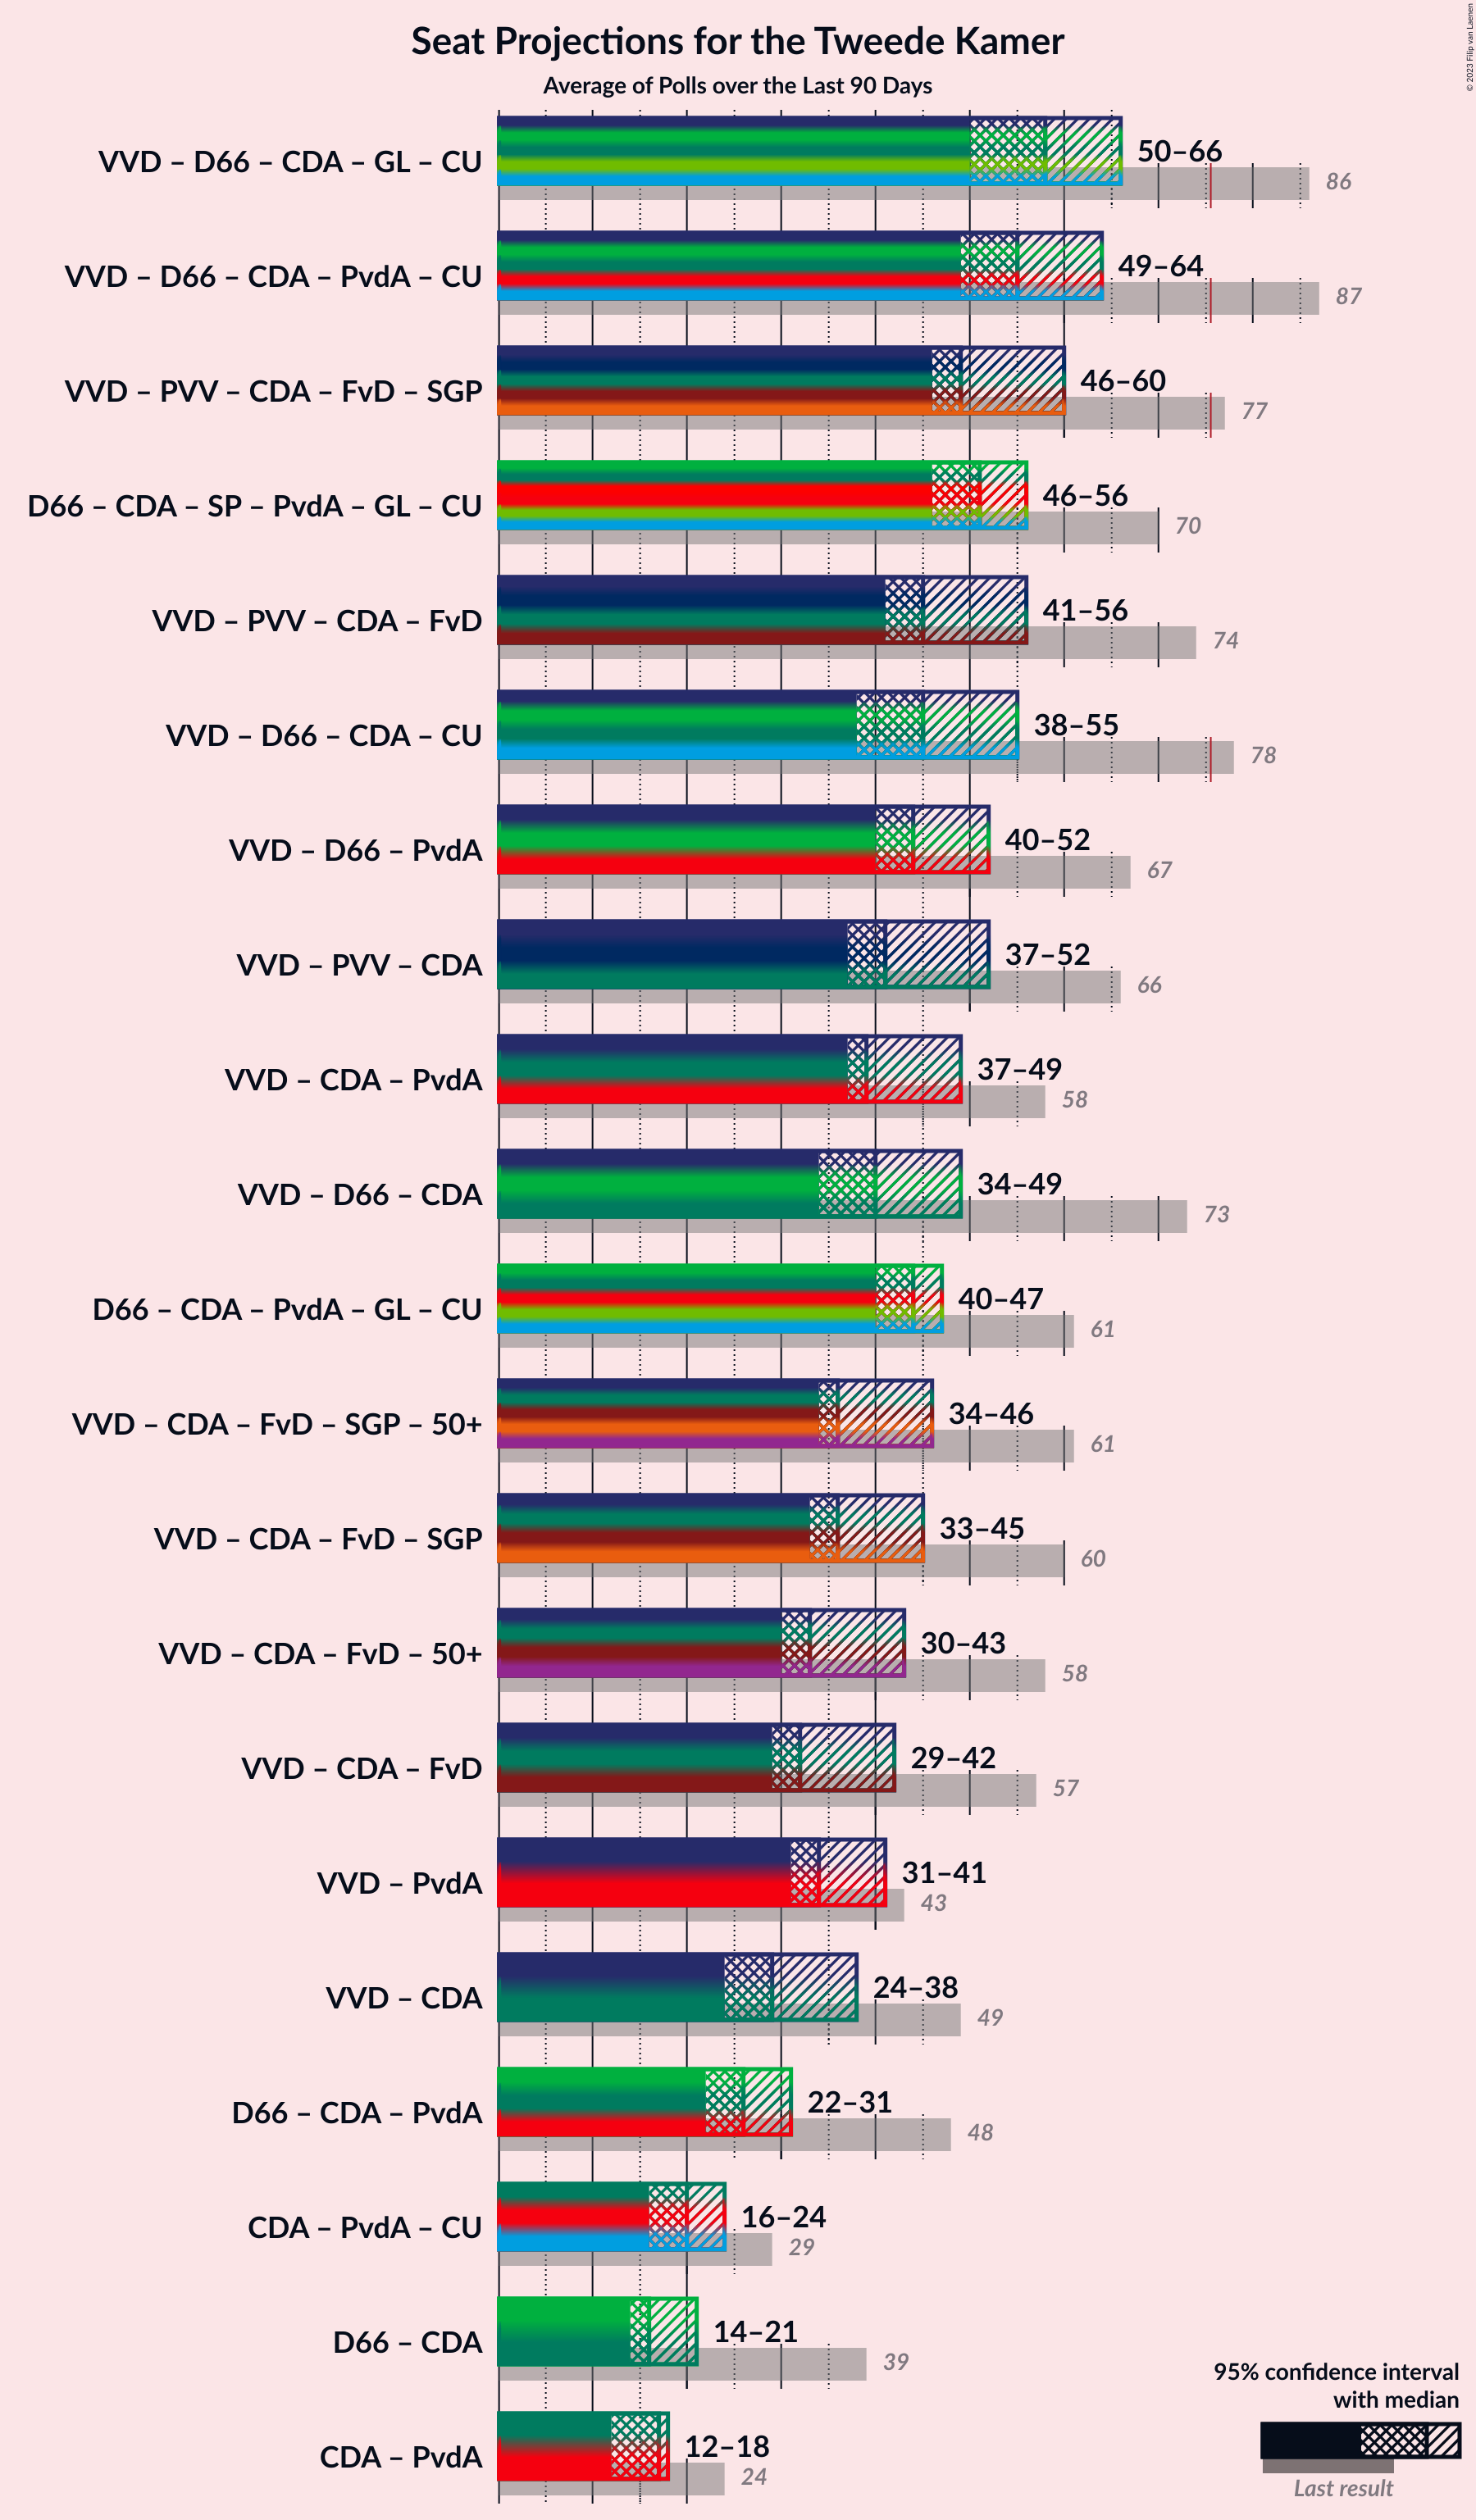 Seat Projections for the Tweede Kamer
Average of Polls over the Last 90 Days
© 2023 Filip van Laenen
VVD – D66 – CDA – GL – CU
50–66
86
VVD – D66 – CDA – PvdA – CU
49–64
87
VVD – PVV – CDA – FvD – SGP
46–60
77
D66 – CDA – SP – PvdA – GL – CU
46–56
70
VVD – PVV – CDA – FvD
41–56
74
VVD – D66 – CDA – CU
38–55
78
VVD – D66 – PvdA
40–52
67
VVD – PVV – CDA
37–52
66
VVD – CDA – PvdA
37–49
58
VVD – D66 – CDA
34–49
73
D66 – CDA – PvdA – GL – CU
40–47
61
VVD – CDA – FvD – SGP – 50+
34–46
61
VVD – CDA – FvD – SGP
33–45
60
VVD – CDA – FvD – 50+
30–43
58
VVD – CDA – FvD
29–42
57
VVD – PvdA
31–41
43
VVD – CDA
24–38
49
D66 – CDA – PvdA
22–31
48
CDA – PvdA – CU
16–24
29
D66 – CDA
14–21
39
CDA – PvdA
12–18
24
95% confidence interval
with median
Last result